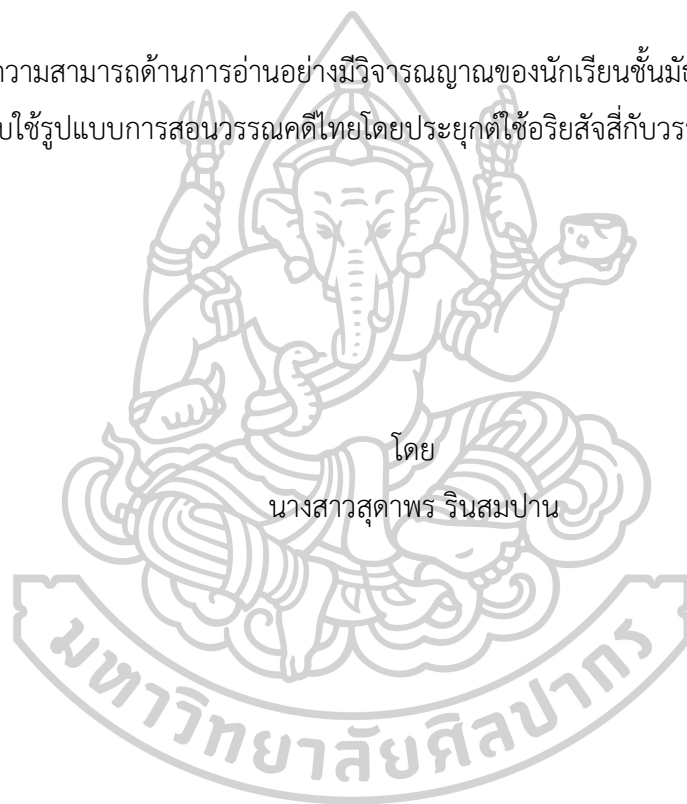 ความสามารถด้านการอ่านอย่างมีวิจารณญาณของนักเรียนชั้นมัธ
ใช้รูปแบบการสอนวรรณคดีไทยโดยประยุกต์ใช้อริยสัจสี่กับวร
โดย
นางสาวสุดาพร รินสมปาน
มหาวิทยาลัยศิลปากร